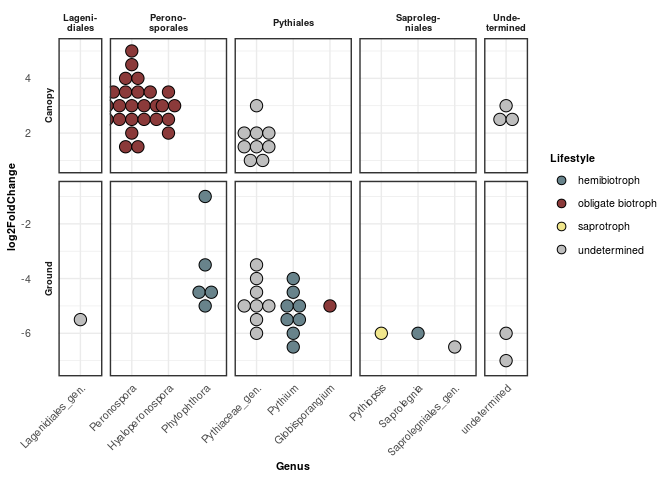 Lageni-
diales
Perono-
sporales
Pythiales
Saproleg-
niales
Unde-
termined
log2FoldChange
Canopy
4
2
Ground
-2
-4
-6
Lagenidiales_gen.
Peronospora
Hyaloperonospora
Phytophthora
Pythiaceae_gen.
Pythium
Globisporangium
Pythiopsis
Saprolegnia
Saprolegniales_gen.
undetermined
Genus
Lifestyle
hemibiotroph
obligate biotroph
saprotroph
undetermined